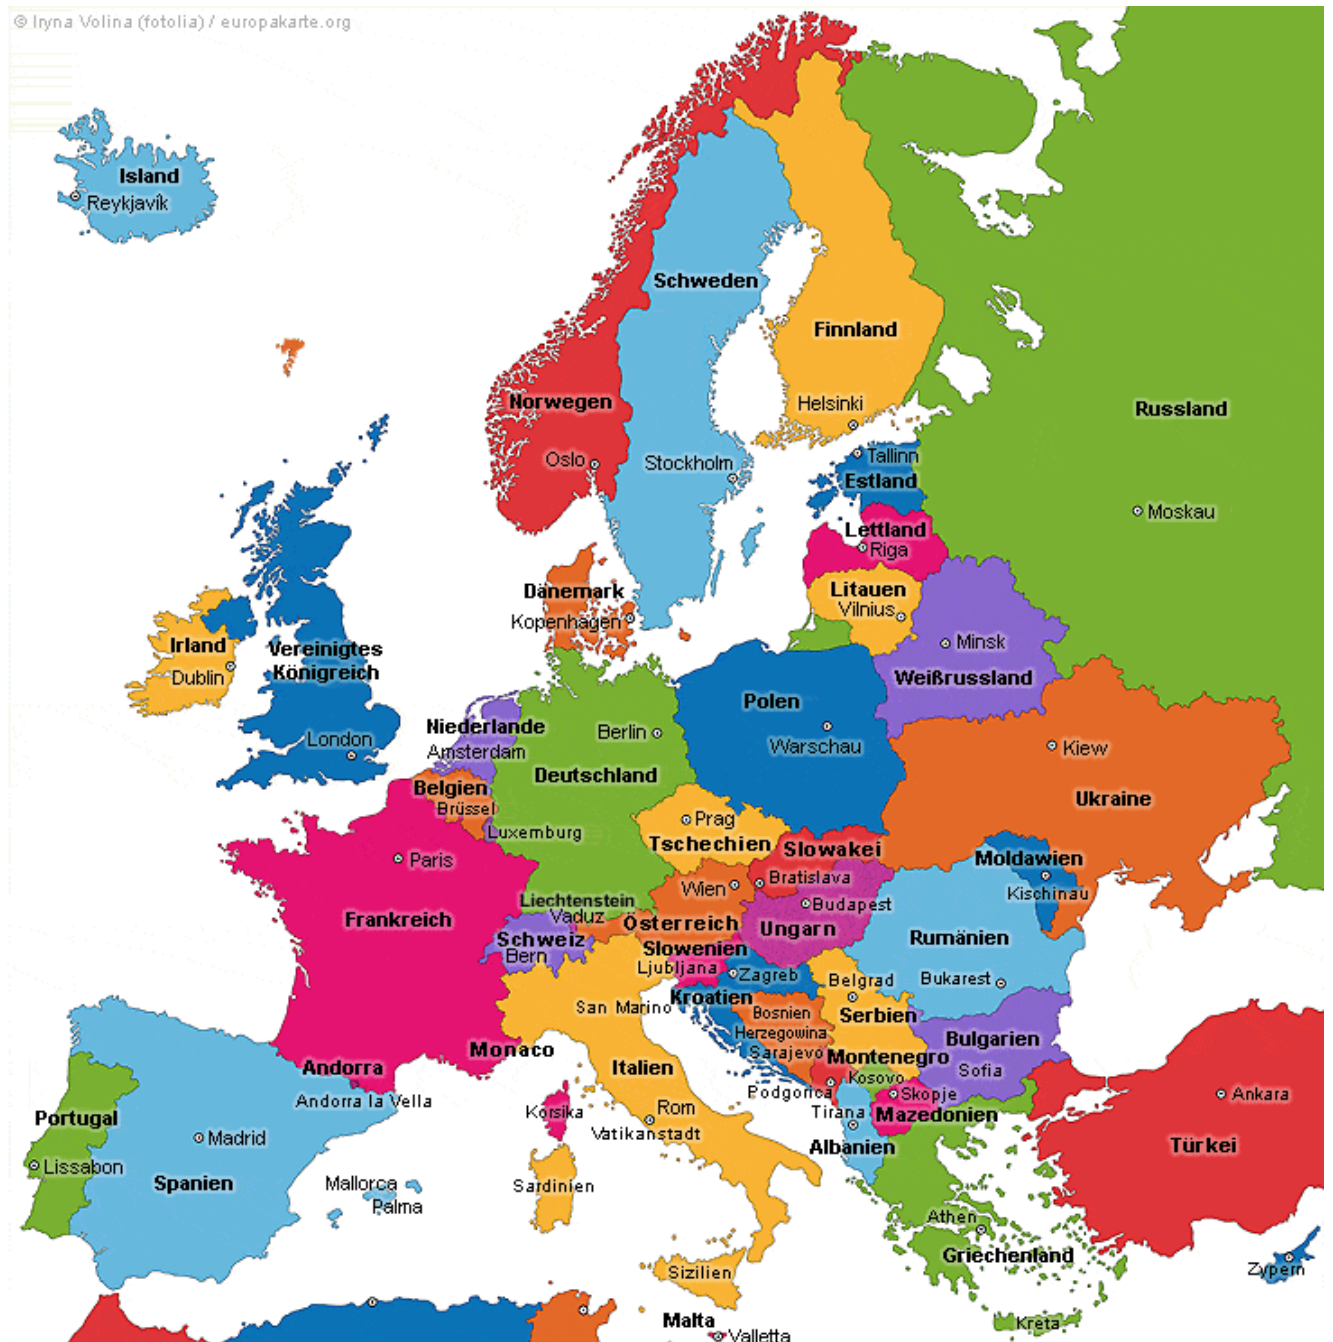 © Iryna Volina (fotolia) / europakarte.org
Island
Reykjavík
Schweden
Finnland
Norwegen
Helsinki
Russland
Oslo
Stockholm
Tallinn
Estland
Moskau
Lettland
Riga
Dänemark
Kopenhagen
Litauen
Vilnius
Irland
Dublin
Vereinigtes
Königreich
Minsk
Weißrussland
London
Niederlande
Amsterdam
Berlin
Deutschland
Polen
Warschau
Kiew
Ukraine
Belgien
Brüssel
Luxemburg
Prag
Tschechien
Slowakei
Bratislava
Paris
Frankreich
Moldawien
Kischinau
Wien
Liechtenstein
Vaduz
Österreich
Budapest
Ungarn
Schweiz
Bern
Slowenien
Ljubljana
Zagreb
Kroatien
Rumänien
Bukarest
Belgrad
Serbien
San Marino
Bosnien
Herzegowina
Sarajevo
Monaco
Andorra
Andorra la Vella
Italien
Montenegro
Kosovo
Podgorica
Bulgarien
Sofia
Skopje
Mazedonien
Tirana
Albanien
Korsika
Rom
Vatikanstadt
Portugal
Lissabon
Madrid
Spanien
Mallorca
Palma
Sardinien
Ankara
Türkei
Athen
Griechenland
Sizilien
Zypern
Malta
Valletta
Kreta